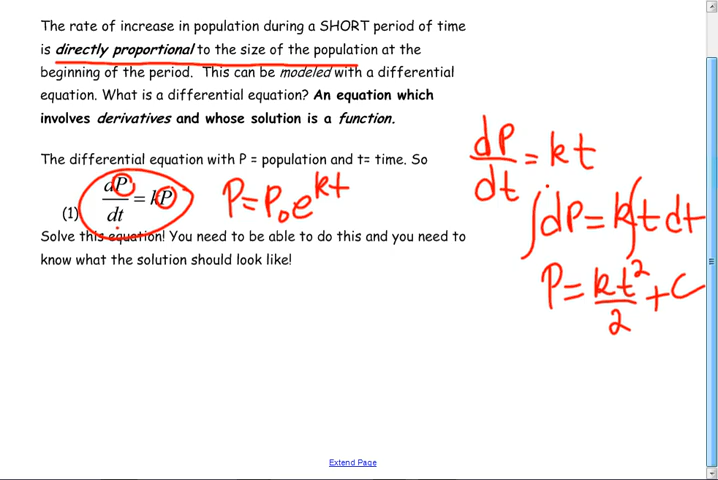 The rate of increase in population during a SHORT period of time
is directly proportional to the size of the population at the
beginning of the period. This can be modeled with a differential
equation. What is a differential equation? An equation which
involves derivatives and whose solution is a function.
The differential equation with P = population and t= time. So
(1) dP/dt = kP
P=P₀e^kt
Solve this equation! You need to be able to do this and you need to
know what the solution should look like!
dP/dt = kt
∫dP = k∫t dt
P = kt²/2 + C
Extend Page